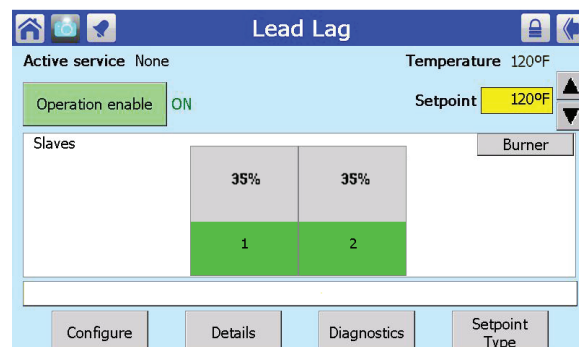 Lead Lag
Active service None
Temperature 120ºF
Operation enable ON
Setpoint 120ºF
Slaves
Burner
35% 35%
1 2
Configure Details Diagnostics Setpoint Type